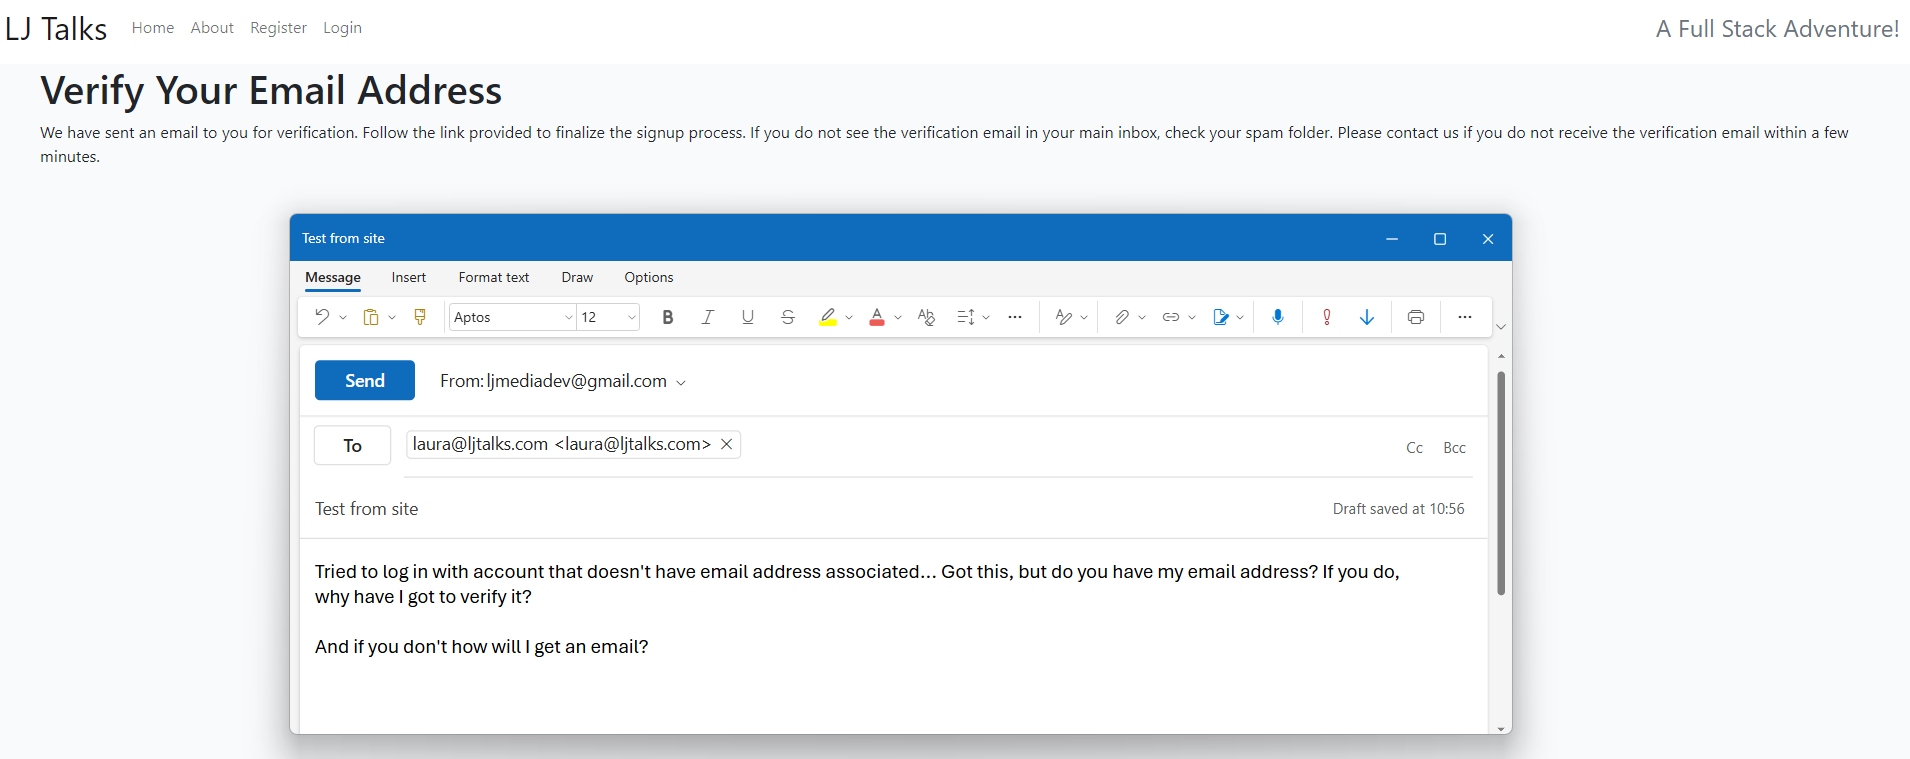 LJ Talks Home About Register Login A Full Stack Adventure!
Verify Your Email Address
We have sent an email to you for verification. Follow the link provided to finalize the signup process. If you do not see the verification email in your main inbox, check your spam folder. Please contact us if you do not receive the verification email within a few
minutes.
Test from site
Message Insert Format text Draw Options
Aptos 12 B I U S A Ab A
Send From: ljmediadev@gmail.com
To laura@ljtalks.com <laura@ljtalks.com> Cc Bcc
Test from site Draft saved at 10:56
Tried to log in with account that doesn't have email address associated... Got this, but do you have my email address? If you do,
why have I got to verify it?
And if you don't how will I get an email?